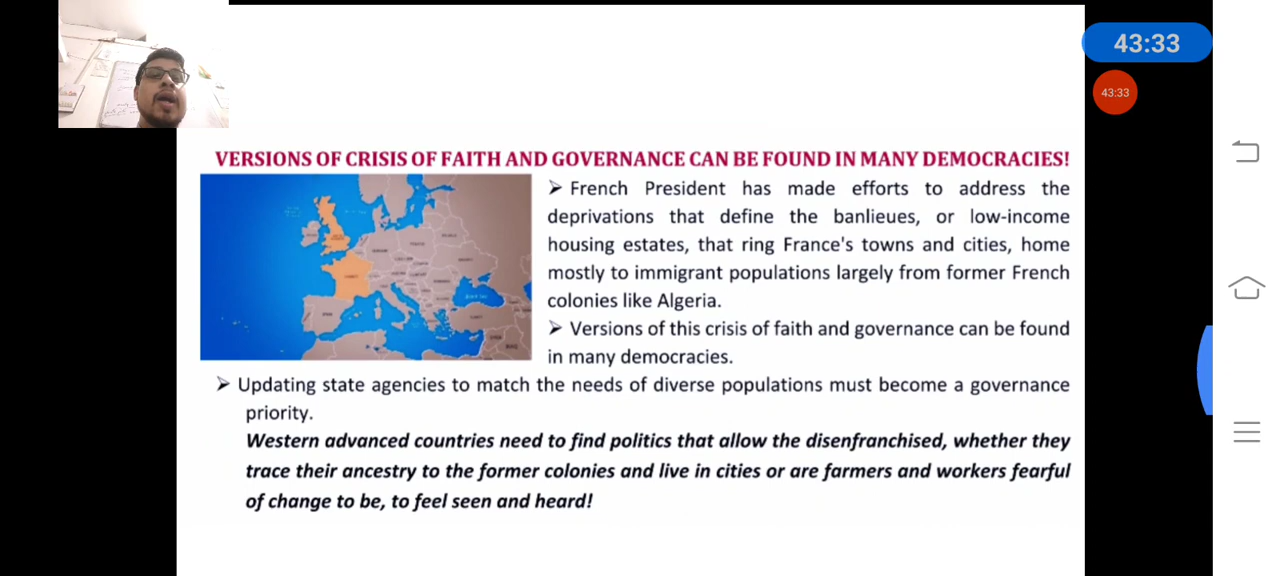 43:33
43:33
VERSIONS OF CRISIS OF FAITH AND GOVERNANCE CAN BE FOUND IN MANY DEMOCRACIES!
➤ French President has made efforts to address the
deprivations that define the banlieues, or low-income
housing estates, that ring France's towns and cities, home
mostly to immigrant populations largely from former French
colonies like Algeria.
➤ Versions of this crisis of faith and governance can be found
in many democracies.
➤ Updating state agencies to match the needs of diverse populations must become a governance
priority.
Western advanced countries need to find politics that allow the disenfranchised, whether they
trace their ancestry to the former colonies and live in cities or are farmers and workers fearful
of change to be, to feel seen and heard!